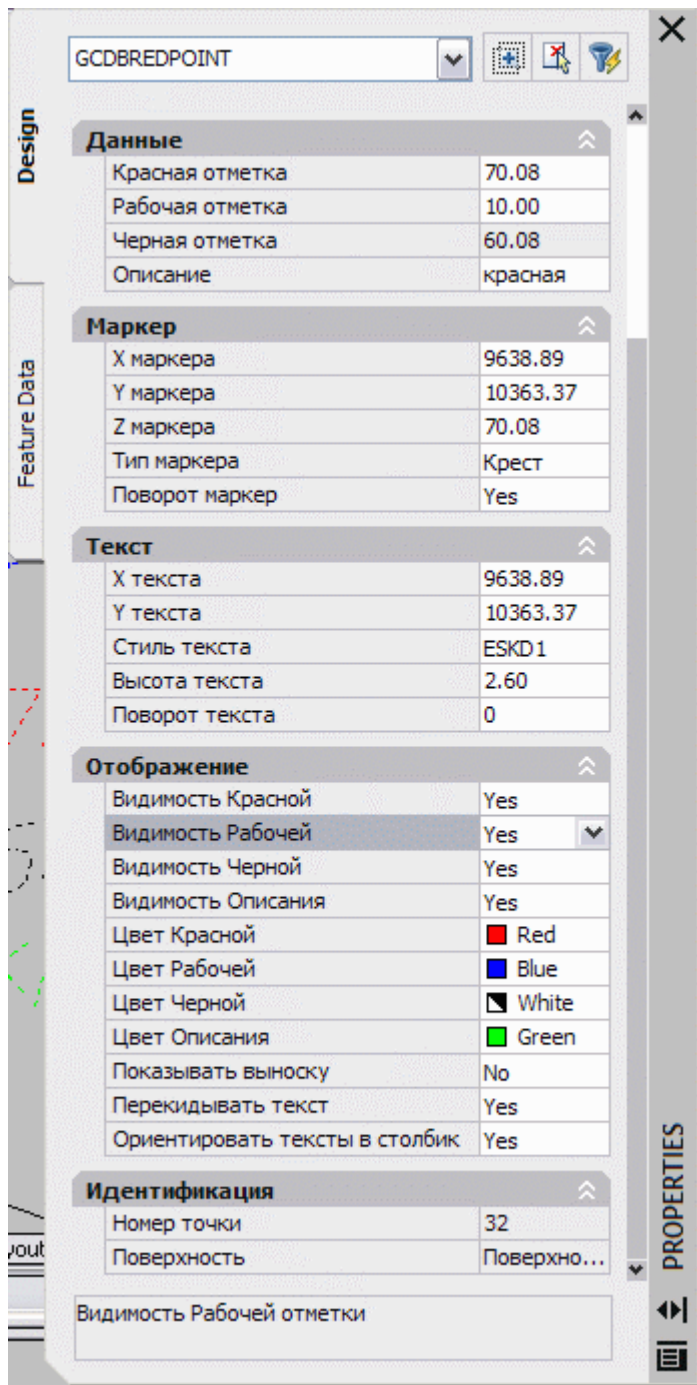 GCDBREDPOINT
Design
Feature Data
Данные
Красная отметка 70.08
Рабочая отметка 10.00
Черная отметка 60.08
Описание красная
Маркер
X маркера 9638.89
Y маркера 10363.37
Z маркера 70.08
Тип маркера Крест
Поворот маркер Yes
Текст
X текста 9638.89
Y текста 10363.37
Стиль текста ESKD1
Высота текста 2.60
Поворот текста 0
Отображение
Видимость Красной Yes
Видимость Рабочей Yes
Видимость Черной Yes
Видимость Описания Yes
Цвет Красной Red
Цвет Рабочей Blue
Цвет Черной White
Цвет Описания Green
Показывать выноску No
Перекидывать текст Yes
Ориентировать тексты в столбик Yes
Идентификация
Номер точки 32
Поверхность Поверхно...
Видимость Рабочей отметки
PROPERTIES
yout